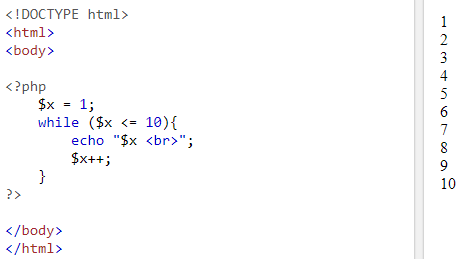 <!DOCTYPE html>
<html>
<body>
<?php
    $x = 1;
    while ($x <= 10){
        echo "$x <br>";
        $x++;
    }
?>
</body>
</html>
1
2
3
4
5
6
7
8
9
10